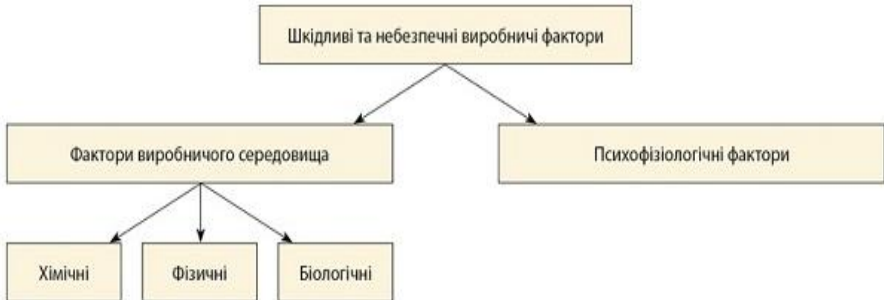 Шкідливі та небезпечні виробничі фактори
Фактори виробничого середовища
Психофізіологічні фактори
Хімічні
Фізичні
Біологічні